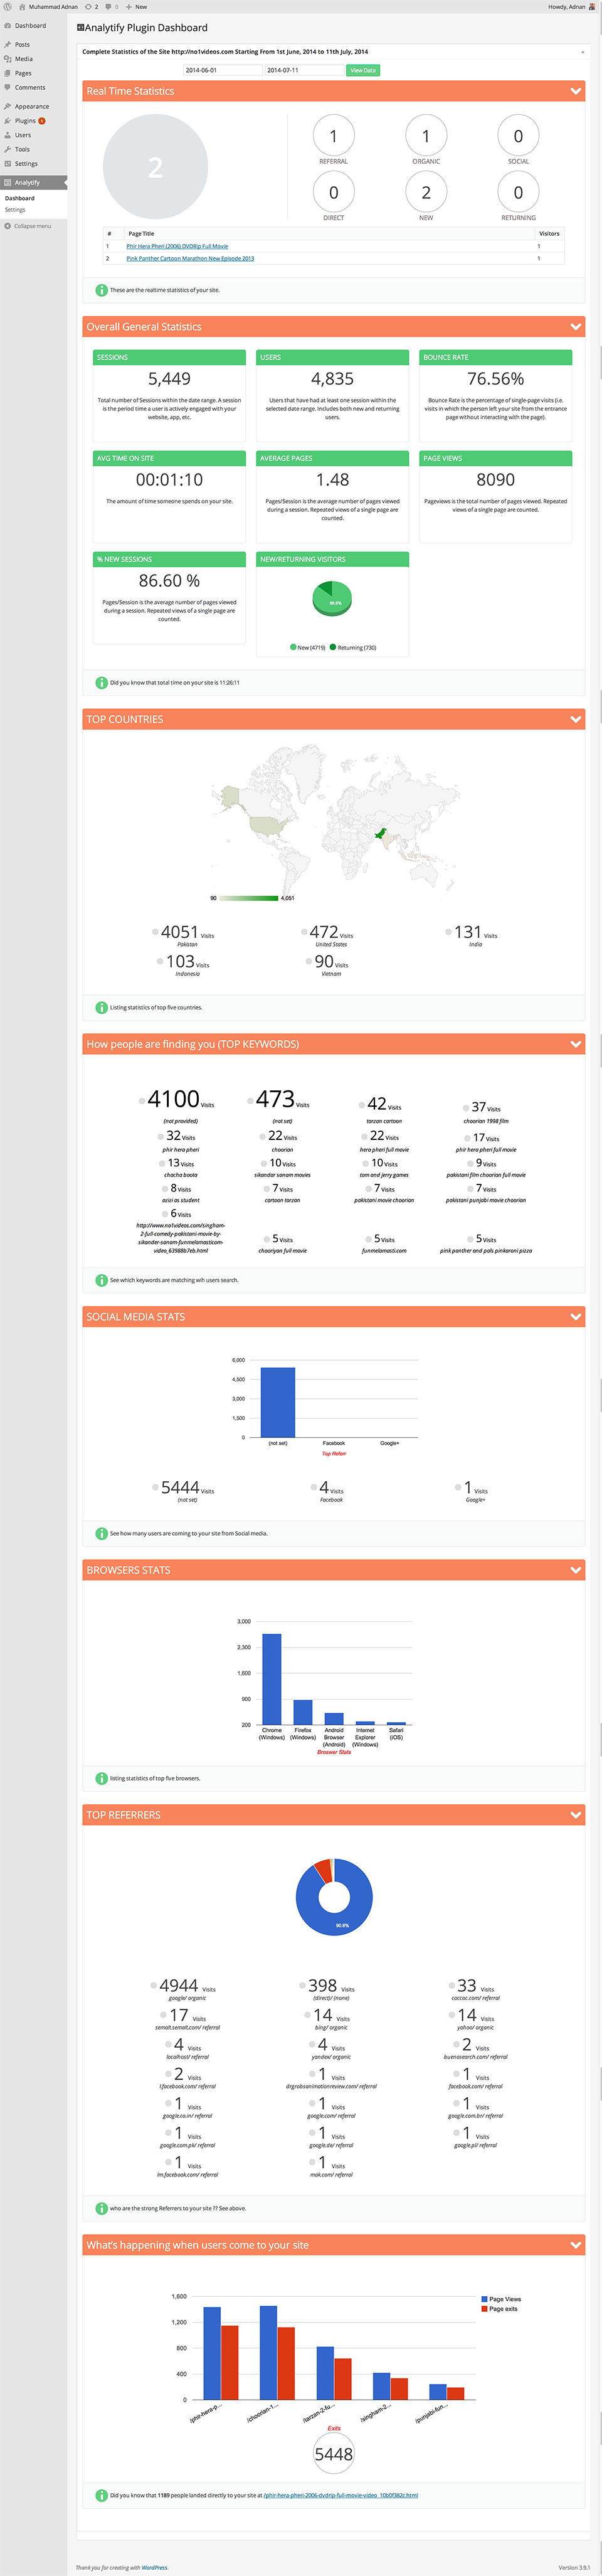 Muhammad Adnan 2 0 New Howdy, Adnan
Dashboard
Posts
Media
Pages
Comments
Appearance
Plugins
Users
Tools
Settings
Analytify
Dashboard
Settings
Collapse menu
Analytify Plugin Dashboard
Complete Statistics of the Site http://no1videos.com Starting From 1st June, 2014 to 11th July, 2014
2014-06-01 2014-07-11 View Data
Real Time Statistics
2
1 1 0
REFERRAL ORGANIC SOCIAL
0 2 0
DIRECT NEW RETURNING
# Page Title Visitors
1 Phir Hera Pheri (2006) DVDRip Full Movie 1
2 Pink Panther Cartoon Marathon New Episode 2013 1
These are the realtime statistics of your site.
Overall General Statistics
SESSIONS
5,449
Total number of Sessions within the date range. A session
is the period time a user is actively engaged with your
website, app, etc.
USERS
4,835
Users that have had at least one session within the
selected date range. Includes both new and returning
users.
BOUNCE RATE
76.56%
Bounce Rate is the percentage of single-page visits (i.e.
visits in which the person left your site from the entrance
page without interacting with the page).
AVG TIME ON SITE
00:01:10
The amount of time someone spends on your site.
AVERAGE PAGES
1.48
Pages/Session is the average number of pages viewed
during a session. Repeated views of a single page are
counted.
PAGE VIEWS
8090
Pageviews is the total number of pages viewed. Repeated
views of a single page are counted.
% NEW SESSIONS
86.60 %
Pages/Session is the average number of pages viewed
during a session. Repeated views of a single page are
counted.
NEW/RETURNING VISITORS
New (4719) Returning (730)
Did you know that total time on your site is 11:26:11
TOP COUNTRIES
90 4,051
4051 Visits
Pakistan
472 Visits
United States
131 Visits
India
103 Visits
Indonesia
90 Visits
Vietnam
Listing statistics of top five countries.
How people are finding you (TOP KEYWORDS)
4100 Visits
(not provided)
473 Visits
(not set)
42 Visits
tarzan cartoon
37 Visits
choorian 1998 film
32 Visits
phir hera pheri
22 Visits
choorian
22 Visits
hera pheri full movie
17 Visits
phir hera pheri full movie
13 Visits
chacha boota
10 Visits
sikandar sanam movies
10 Visits
tom and jerry games
9 Visits
pakistani film choorian full movie
8 Visits
azizi as student
7 Visits
cartoon tarzan
7 Visits
pakistani movie choorian
7 Visits
pakistani punjabi movie choorian
6 Visits
http://www.no1videos.com/singham-
2-full-comedy-pakistani-movie-by-
sikander-sanam-funmelamasticom-
video_63988b7eb.html
5 Visits
chooriyan full movie
5 Visits
funmelamasti.com
5 Visits
pink panther and pals pinkaroni pizza
See which keywords are matching wih users search.
SOCIAL MEDIA STATS
6,000
4,500
3,000
1,500
0
(not set) Facebook Google+
5444 Visits
(not set)
4 Visits
Facebook
1 Visits
Google+
See how many users are coming to your site from Social media.
BROWSERS STATS
3,000
2,300
1,600
900
200
Chrome
(Windows)
Firefox
(Windows)
Android
Browser
(Android)
Internet
Explorer
(Windows)
Safari
(iOS)
Broswer Stats
listing statistics of top five browsers.
TOP REFERRERS
90.8%
4944 Visits
google/ organic
398 Visits
(direct)/ (none)
33 Visits
coccoc.com/ referral
17 Visits
semalt.semalt.com/ referral
14 Visits
bing/ organic
14 Visits
yahoo/ organic
4 Visits
localhost/ referral
4 Visits
yandex/ organic
2 Visits
buenosearch.com/ referral
2 Visits
l.facebook.com/ referral
1 Visits
drgrobsanimationreview.com/ referral
1 Visits
facebook.com/ referral
1 Visits
google.co.in/ referral
1 Visits
google.com/ referral
1 Visits
google.com.br/ referral
1 Visits
google.com.pk/ referral
1 Visits
google.de/ referral
1 Visits
google.pl/ referral
1 Visits
lm.facebook.com/ referral
1 Visits
mak.com/ referral
who are the strong Referrers to your site ?? See above.
What's happening when users come to your site
1,600
1,200
800
400
0
Page Views
Page exits
/phir-hera-p...
/choorian-1...
/tarzan-2-fu...
/singham-2...
/punjabi-fun...
Exits
5448
Did you know that 1189 people landed directly to your site at /phir-hera-pheri-2006-dvdrip-full-movie-video_10b0f382c.html
Thank you for creating with WordPress. Version 3.9.1